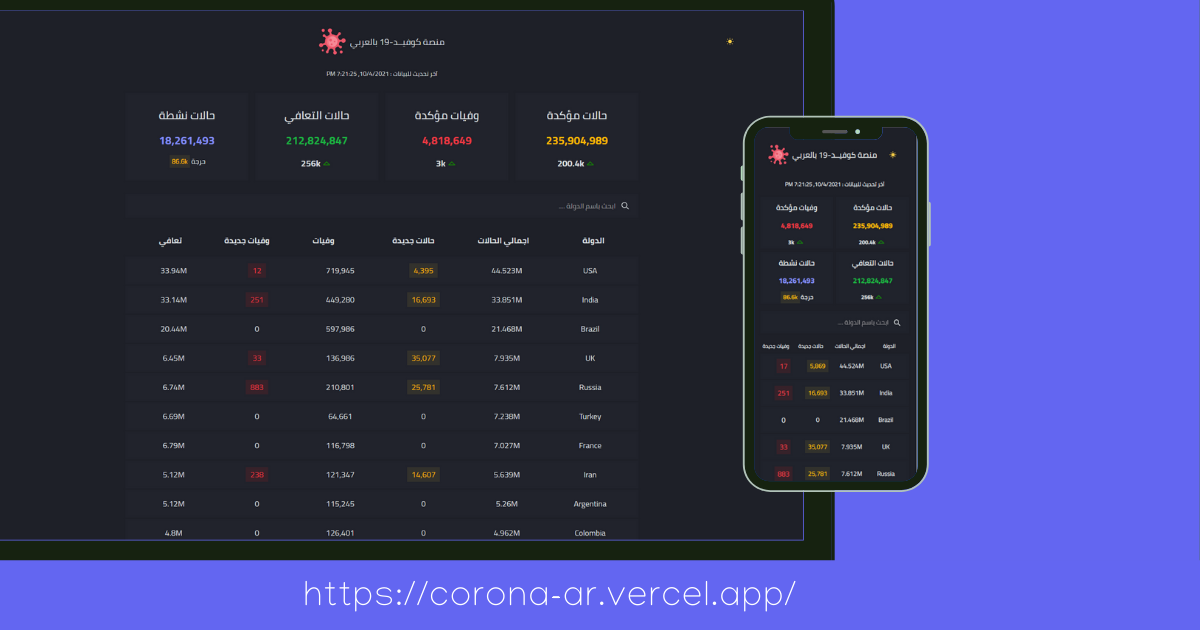 منصة كوفيــد-19 بالعربي
آخر تحديث للبيانات : 10/4/2021, 7:21:25 PM
حالات مؤكدة وفيات مؤكدة حالات التعافي حالات نشطة
235,904,989 4,818,649 212,824,847 18,261,493
200.4k 3k 256k حرجة 86.6k
ابحث باسم الدولة ...
الدولة اجمالي الحالات حالات جديدة وفيات وفيات جديدة تعافي
USA 44.523M 4,395 719,945 12 33.94M
India 33.851M 16,693 449,280 251 33.14M
Brazil 21.468M 0 597,986 0 20.44M
UK 7.935M 35,077 136,986 33 6.45M
Russia 7.612M 25,781 210,801 883 6.74M
Turkey 7.238M 0 64,661 0 6.69M
France 7.027M 0 116,798 0 6.79M
Iran 5.639M 14,607 121,347 238 5.12M
Argentina 5.26M 0 115,245 0 5.12M
Colombia 4.962M 0 126,401 0 4.8M
منصة كوفيــد-19 بالعربي
آخر تحديث للبيانات : 10/4/2021, 7:21:25 PM
حالات مؤكدة وفيات مؤكدة
235,904,989 4,818,649
200.4k 3k
حالات التعافي حالات نشطة
212,824,847 18,261,493
256k حرجة 86.6k
ابحث باسم الدولة ...
الدولة اجمالي الحالات حالات جديدة وفيات جديدة
USA 44.524M 5,869 17
India 33.851M 16,693 251
Brazil 21.468M 0 0
UK 7.935M 35,077 33
Russia 7.612M 25,781 883
https://corona-ar.vercel.app/